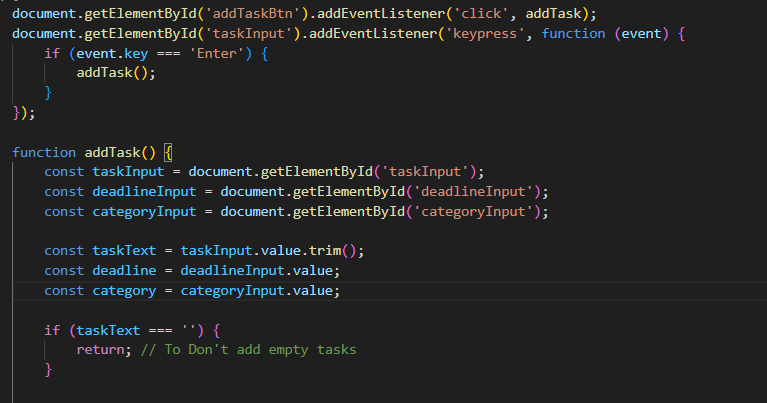 document.getElementById('addTaskBtn').addEventListener('click', addTask);
document.getElementById('taskInput').addEventListener('keypress', function (event) {
    if (event.key === 'Enter') {
        addTask();
    }
});

function addTask() {
    const taskInput = document.getElementById('taskInput');
    const deadlineInput = document.getElementById('deadlineInput');
    const categoryInput = document.getElementById('categoryInput');

    const taskText = taskInput.value.trim();
    const deadline = deadlineInput.value;
    const category = categoryInput.value;

    if (taskText === '') {
        return; // To Don't add empty tasks
    }